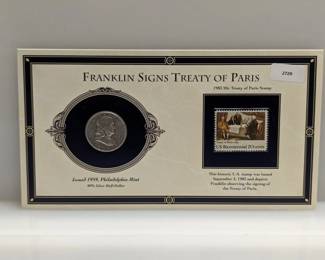 2720
FRANKLIN SIGNS TREATY OF PARIS
1983 20c Treaty of Paris Stamp
US Bicentennial 20 cents
Issued 1959, Philadelphia Mint
90% Silver Half-Dollar
This historic U.S. stamp was issued
September 2, 1983 and depicts
Franklin observing the signing of
the Treaty of Paris.